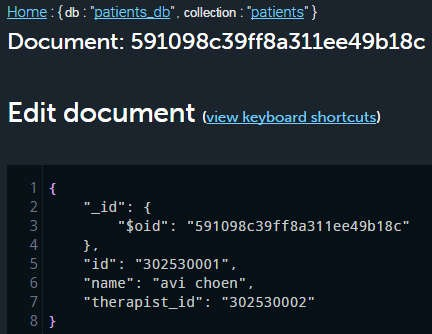 Home : { db : "patients_db", collection : "patients" }
Document: 591098c39ff8a311ee49b18c
Edit document (view keyboard shortcuts)
1 {
2 "_id": {
3 "$oid": "591098c39ff8a311ee49b18c"
4 },
5 "id": "302530001",
6 "name": "avi choen",
7 "therapist_id": "302530002"
8 }